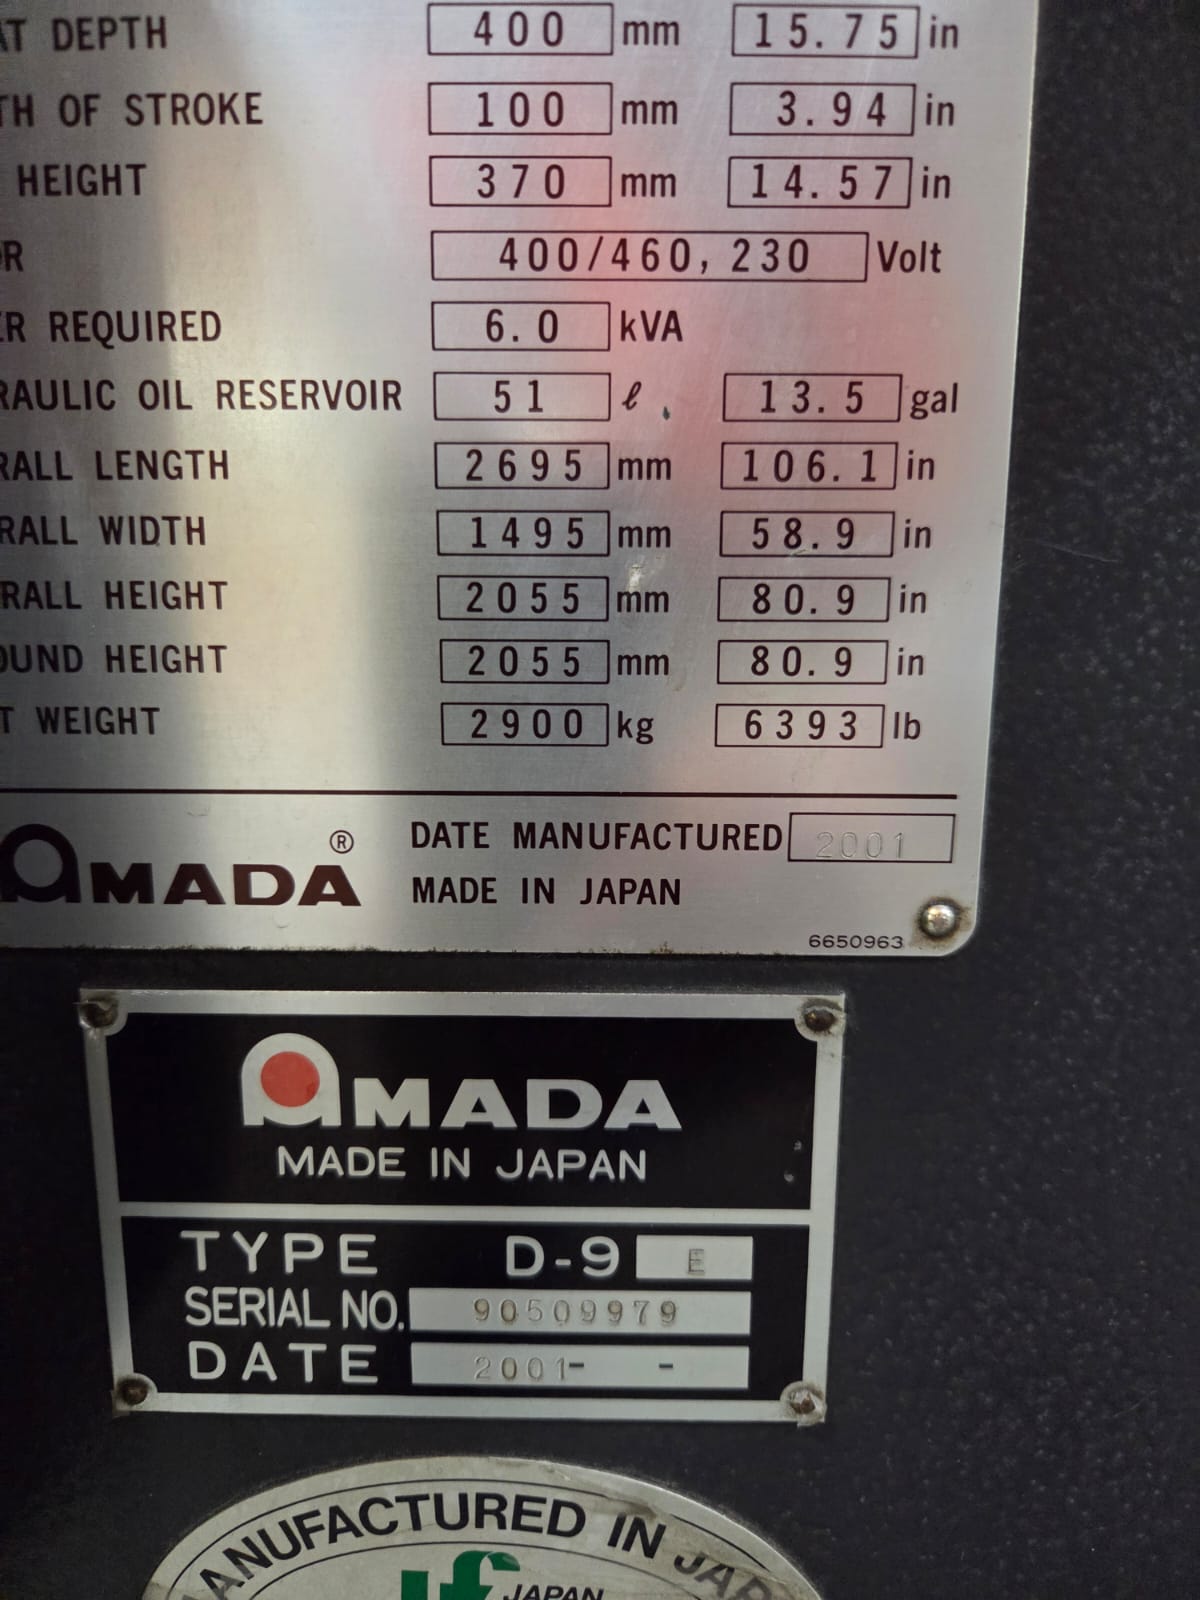 AT DEPTH 400 mm 15.75 in
TH OF STROKE 100 mm 3.94 in
HEIGHT 370 mm 14.57 in
OR 400/460, 230 Volt
ER REQUIRED 6.0 kVA
RAULIC OIL RESERVOIR 51 ℓ 13.5 gal
RALL LENGTH 2695 mm 106.1 in
RALL WIDTH 1495 mm 58.9 in
RALL HEIGHT 2055 mm 80.9 in
OUND HEIGHT 2055 mm 80.9 in
T WEIGHT 2900 kg 6393 lb
AMADA ® DATE MANUFACTURED 2001
MADE IN JAPAN
6650963
AMADA
MADE IN JAPAN
TYPE D-9 E
SERIAL NO. 90509979
DATE 2001- -
MANUFACTURED IN JAPA
JAPAN